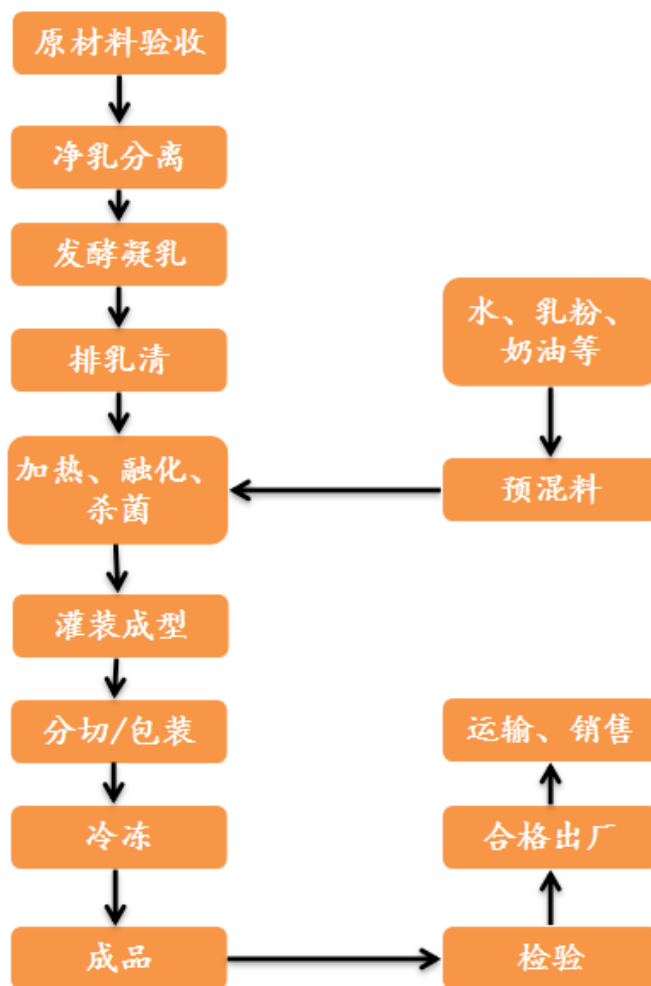 原材料验收
净乳分离
发酵凝乳
排乳清
加热、融化、
杀菌
灌装成型
分切/包装
冷冻
成品
水、乳粉、
奶油等
预混料
运输、销售
合格出厂
检验